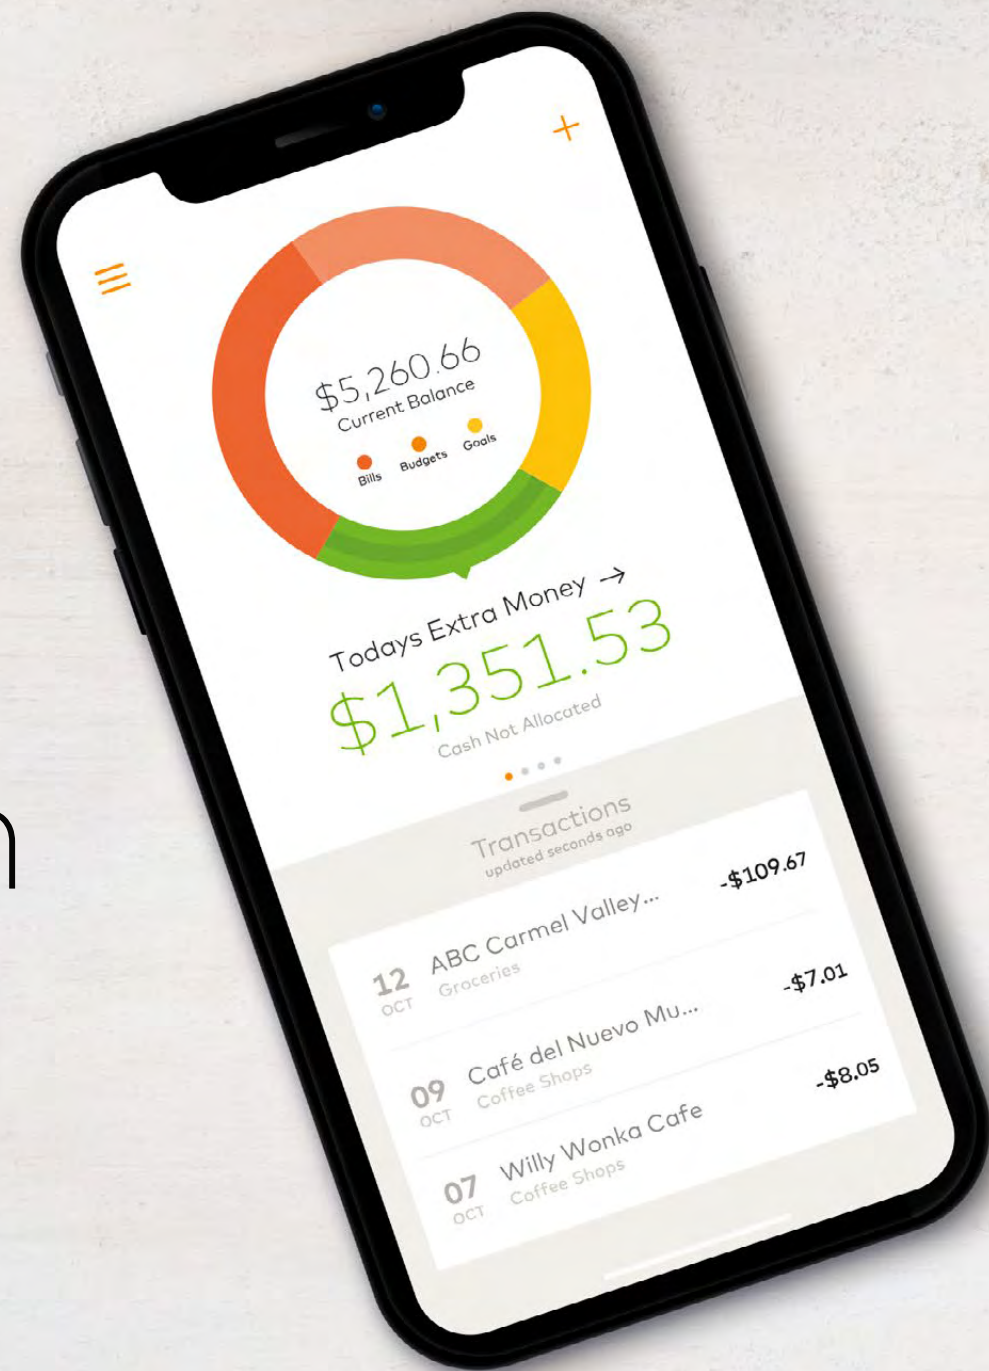 $5,260.66
Current Balance
Bills
Budgets
Goals
Todays Extra Money →
$1,351.53
Cash Not Allocated
Transactions
updated seconds ago
12 OCT
ABC Carmel Valley...
Groceries
-$109.67
09 OCT
Café del Nuevo Mu...
Coffee Shops
-$7.01
07 OCT
Willy Wonka Cafe
Coffee Shops
-$8.05